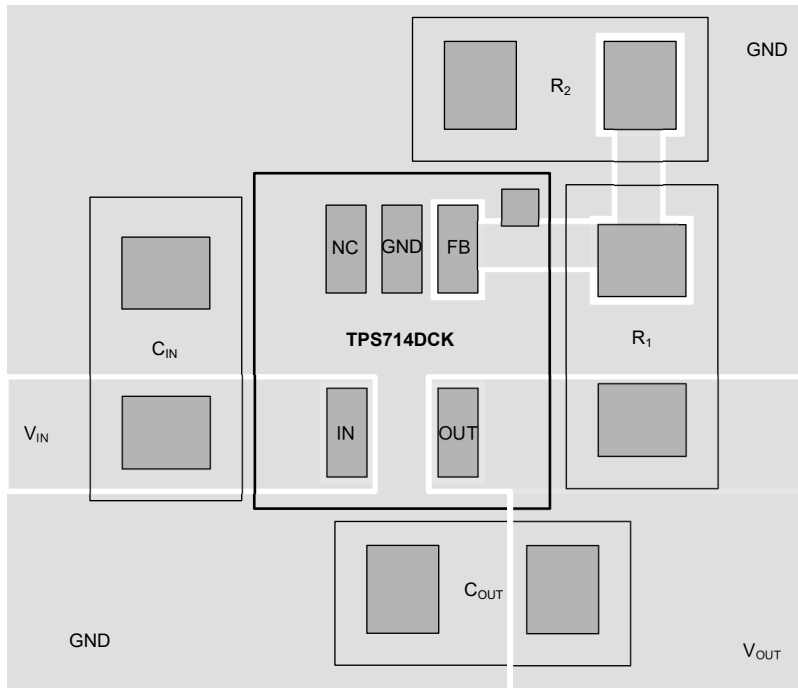 GND
R2
NC GND FB
TPS714DCK
CIN
R1
VIN
IN OUT
COUT
GND
VOUT